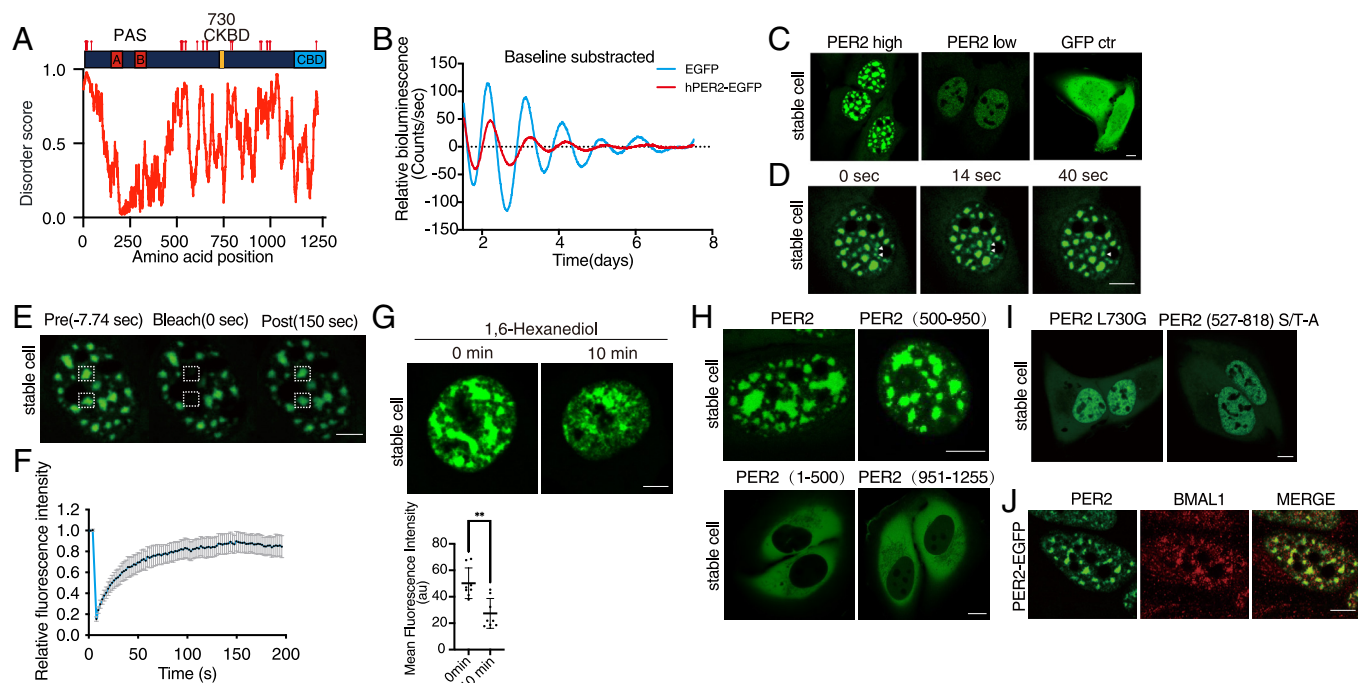 A
PAS
730
CKBD
A
B
CBD
Disorder score
1.0
0.5
0.0
0
250
500
750
1000
1250
Amino acid position
B
Baseline substracted
EGFP
hPER2-EGFP
Relative bioluminescence
(Counts/sec)
150
100
50
0
-50
-100
-150
2
4
6
8
Time(days)
C
PER2 high
PER2 low
GFP ctr
stable cell
D
0 sec
14 sec
40 sec
stable cell
E
Pre(-7.74 sec)
Bleach(0 sec)
Post(150 sec)
stable cell
F
Relative fluorescence intensity
1.2
1.0
0.8
0.6
0.4
0.2
0.0
0
50
100
150
200
Time (s)
G
1,6-Hexanediol
0 min
10 min
stable cell
Mean Fluorescence Intensity
(au)
80
60
40
20
0
**
0min
10 min
H
PER2
PER2（500-950）
stable cell
PER2（1-500）
PER2（951-1255）
stable cell
I
PER2 L730G
PER2 (527-818) S/T-A
stable cell
J
PER2
BMAL1
MERGE
PER2-EGFP